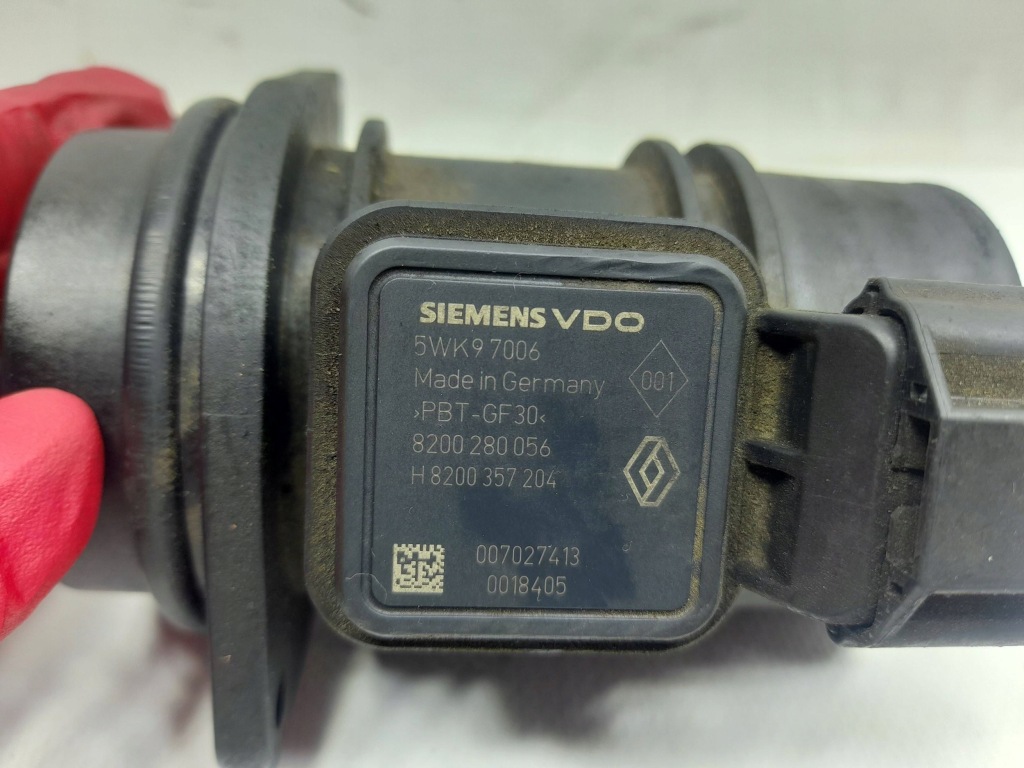 SIEMENS VDO
5WK9 7006
Made in Germany
001
›PBT-GF30‹
8200 280 056
H 8200 357 204
007027413
0018405